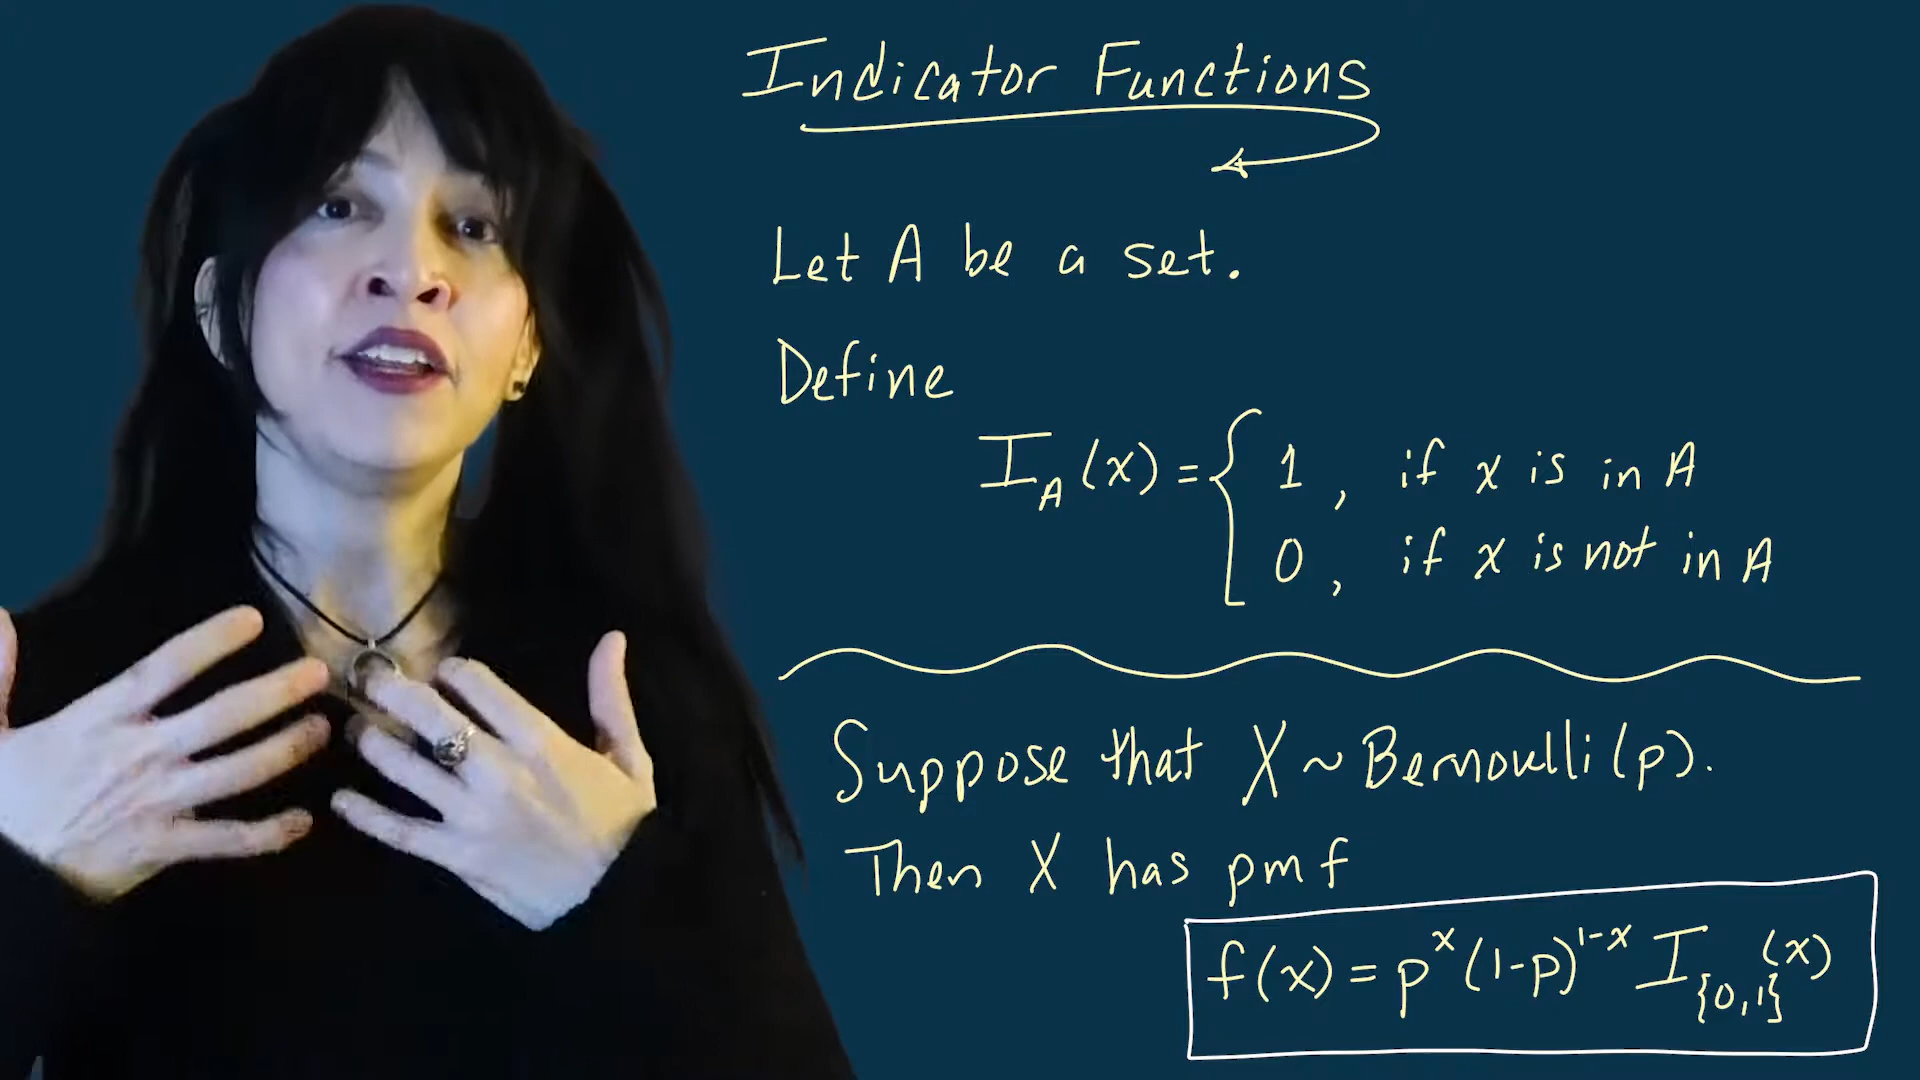 Indicator Functions
Let A be a set.
Define
I_A(x) = { 1, if x is in A
0, if x is not in A
Suppose that X ~ Bernoulli(p).
Then X has pmf
f(x) = p^x (1-p)^{1-x} I_{0,1}(x)